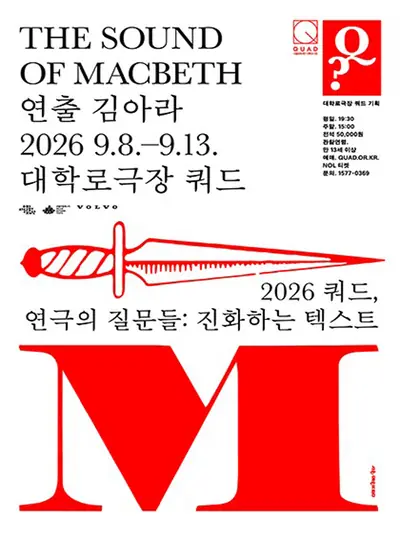 THE SOUND
OF MACBETH
연출 김아라
2026 9.8.–9.13.
대학로극장 쿼드
VOLVO
QUAD
Q?
대학로극장 쿼드 기획
평일. 19:30
주말. 15:00
전석 50,000원
관람연령.
만 13세 이상
예매. QUAD.OR.KR.
NOL 티켓
문의. 1577-0369
2026 쿼드,
연극의 질문들: 진화하는 텍스트
M